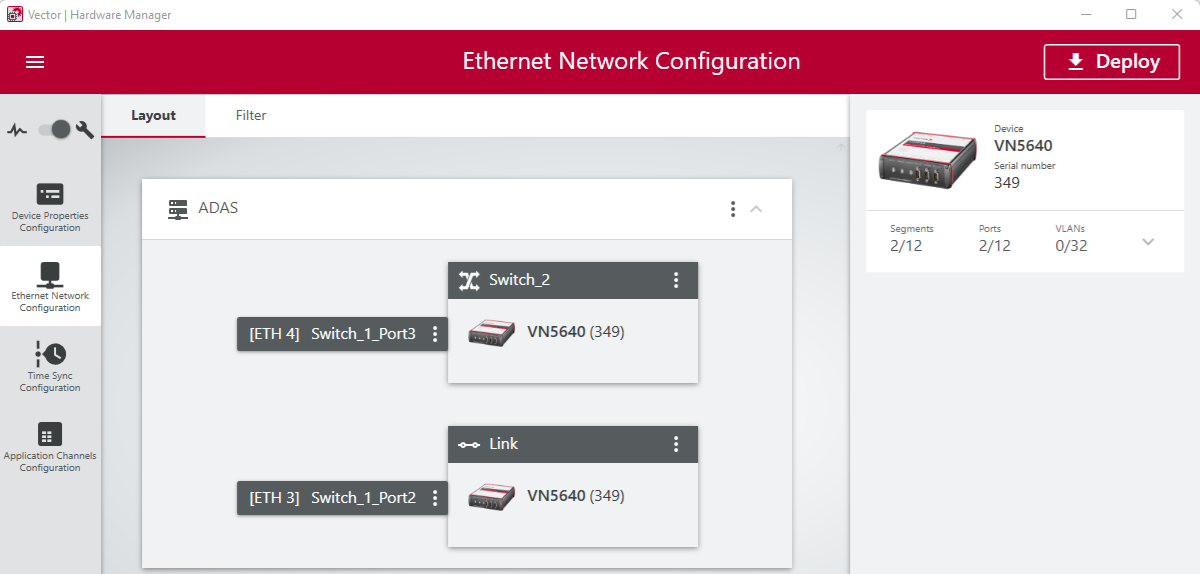 Vector | Hardware Manager
Ethernet Network Configuration
Deploy
Layout
Filter
Device Properties
Configuration
Ethernet Network
Configuration
Time Sync
Configuration
Application Channels
Configuration
ADAS
Switch_2
[ETH 4] Switch_1_Port3
VN5640 (349)
Link
[ETH 3] Switch_1_Port2
VN5640 (349)
Device
VN5640
Serial number
349
Segments
Ports
VLANs
2/12
2/12
0/32